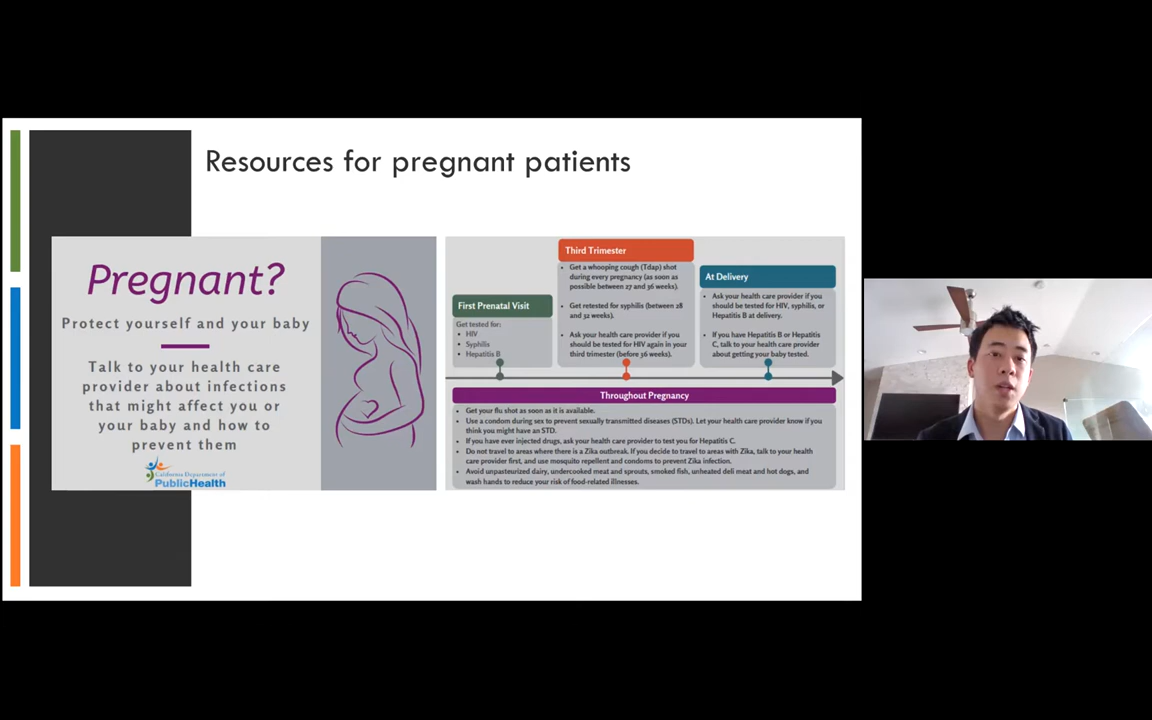 Resources for pregnant patients
Pregnant?
Protect yourself and your baby
Talk to your health care
provider about infections
that might affect you or
your baby and how to
prevent them
California Department of
PublicHealth
First Prenatal Visit
Get tested for:
• HIV
• Syphilis
• Hepatitis B
Third Trimester
• Get a whooping cough (Tdap) shot
during every pregnancy (as soon as
possible between 27 and 36 weeks).
• Get retested for syphilis (between 28
and 32 weeks).
• Ask your health care provider if you
should be tested for HIV again in your
third trimester (before 36 weeks).
At Delivery
• Ask your health care provider if you
should be tested for HIV, syphilis, or
Hepatitis B at delivery.
• If you have Hepatitis B or Hepatitis
C, talk to your health care provider
about getting your baby tested.
Throughout Pregnancy
• Get your flu shot as soon as it is available.
• Use a condom during sex to prevent sexually transmitted diseases (STDs). Let your health care provider know if you
think you might have an STD.
• If you have ever injected drugs, ask your health care provider to test you for Hepatitis C.
• Do not travel to areas where there is a Zika outbreak. If you decide to travel to areas with Zika, talk to your health
care provider first, and use mosquito repellent and condoms to prevent Zika infection.
• Avoid unpasteurized dairy, undercooked meat and sprouts, smoked fish, unheated deli meat and hot dogs, and
wash hands to reduce your risk of food-related illnesses.